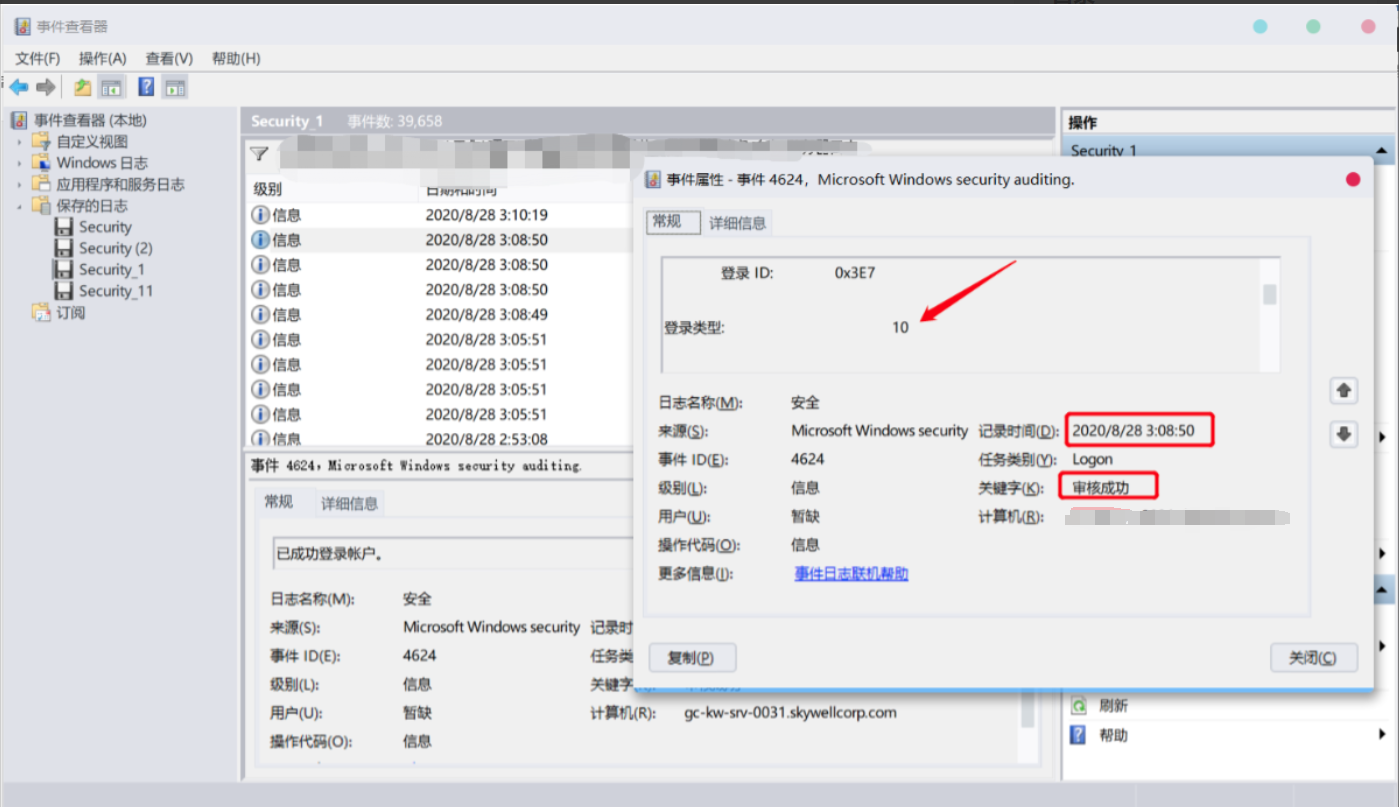 事件查看器
文件(F) 操作(A) 查看(V) 帮助(H)
事件查看器 (本地)
自定义视图
Windows 日志
应用程序和服务日志
保存的日志
Security
Security (2)
Security_1
Security_11
订阅
Security_1 事件数: 39,658
级别 日期和时间
信息 2020/8/28 3:10:19
信息 2020/8/28 3:08:50
信息 2020/8/28 3:08:50
信息 2020/8/28 3:08:50
信息 2020/8/28 3:08:49
信息 2020/8/28 3:05:51
信息 2020/8/28 3:05:51
信息 2020/8/28 3:05:51
信息 2020/8/28 3:05:51
信息 2020/8/28 2:53:08
事件 4624，Microsoft Windows security auditing.
常规 详细信息
已成功登录帐户。
日志名称(M): 安全
来源(S): Microsoft Windows security 记录时
事件 ID(E): 4624 任务类
级别(L): 信息 关键字
用户(U): 暂缺 计算机(R): gc-kw-srv-0031.skywellcorp.com
操作代码(O): 信息
操作
Security_1
刷新
帮助
事件属性 - 事件 4624，Microsoft Windows security auditing.
常规 详细信息
登录 ID: 0x3E7
登录类型: 10
日志名称(M): 安全
来源(S): Microsoft Windows security 记录时间(D): 2020/8/28 3:08:50
事件 ID(E): 4624 任务类别(Y): Logon
级别(L): 信息 关键字(K): 审核成功
用户(U): 暂缺 计算机(R):
操作代码(O): 信息
更多信息(I): 事件日志联机帮助
复制(P) 关闭(C)